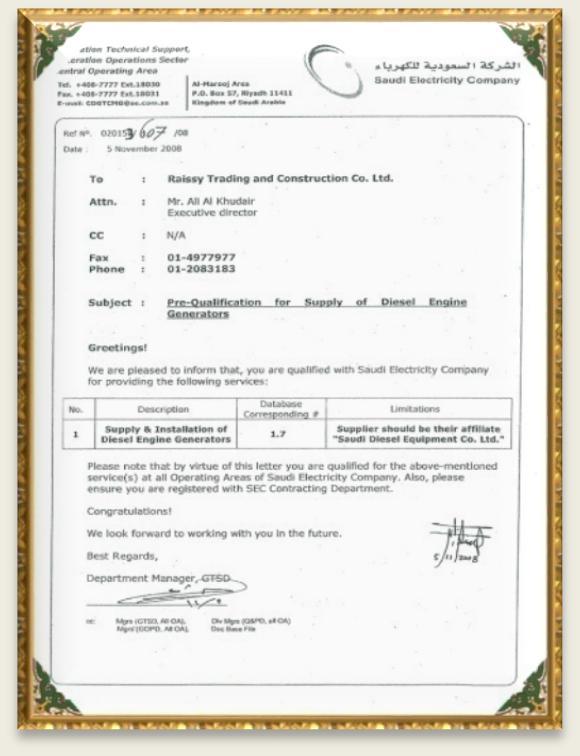 ation Technical Support,
eration Operations Sector
entral Operating Area
Tel. +408-7777 Ext.18030
Fax. +408-7777 Ext.18031
E-mail: COGTCMG@se.com.sa
Al-Marooj Area
P.O. Box 57, Riyadh 11411
Kingdom of Saudi Arabia
الشركة السعودية للكهرباء
Saudi Electricity Company
Ref Nº. 020153/607 /08
Date : 5 November 2008
To : Raissy Trading and Construction Co. Ltd.
Attn. : Mr. Ali Al Khudair
Executive director
CC : N/A
Fax : 01-4977977
Phone : 01-2083183
Subject : Pre-Qualification for Supply of Diesel Engine
Generators
Greetings!
We are pleased to inform that, you are qualified with Saudi Electricity Company
for providing the following services:
No. Description Database Corresponding # Limitations
1 Supply & Installation of Diesel Engine Generators 1.7 Supplier should be their affiliate "Saudi Diesel Equipment Co. Ltd."
Please note that by virtue of this letter you are qualified for the above-mentioned
service(s) at all Operating Areas of Saudi Electricity Company. Also, please
ensure you are registered with SEC Contracting Department.
Congratulations!
We look forward to working with you in the future.
Best Regards,
5/11/2008
Department Manager, GTSD
cc: Mgrs (GTSD, All OA), Div Mgrs (Q&PD, all OA)
Mgrs (GOPD, All OA) Doc Base File